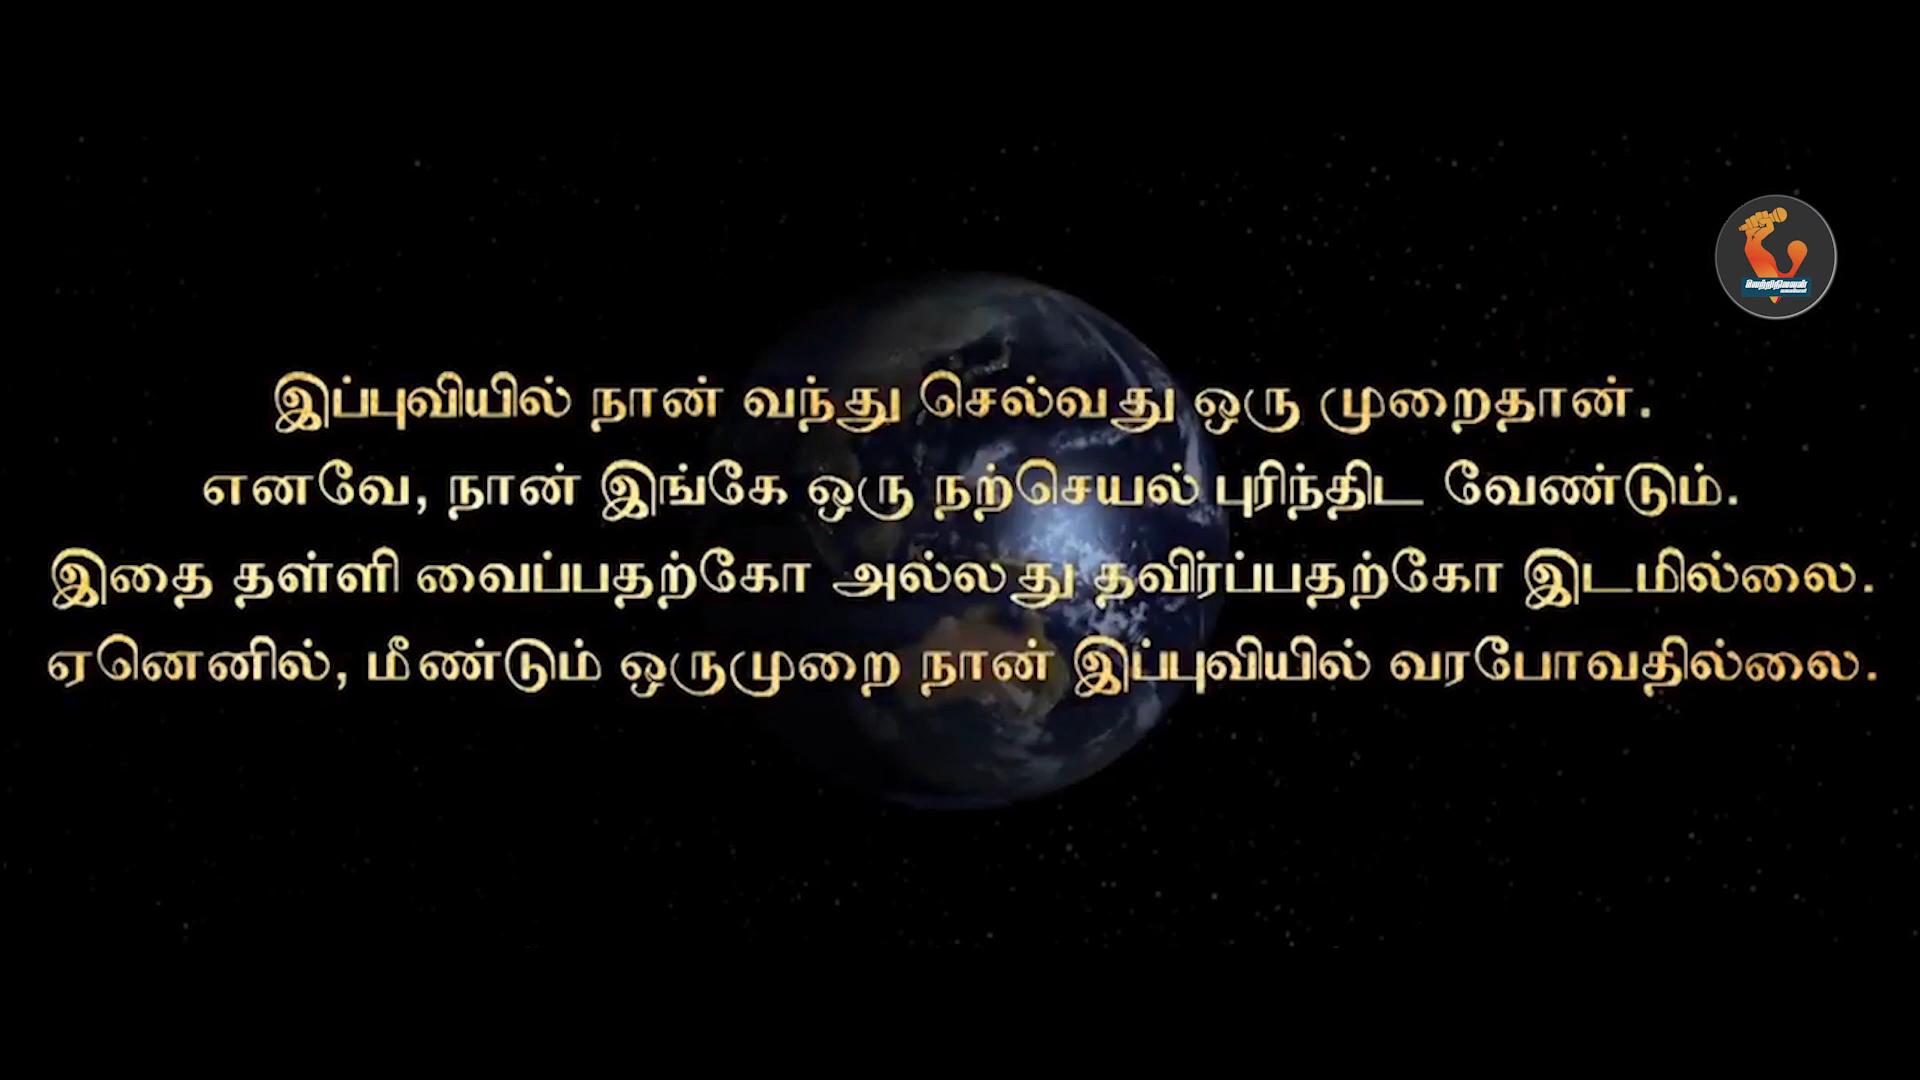 இப்புவியில் நான் வந்து செல்வது ஒரு முறைதான்.
எனவே, நான் இங்கே ஒரு நற்செயல் புரிந்திட வேண்டும்.
இதை தள்ளி வைப்பதற்கோ அல்லது தவிர்ப்பதற்கோ இடமில்லை.
ஏனெனில், மீண்டும் ஒருமுறை நான் இப்புவியில் வரபோவதில்லை.